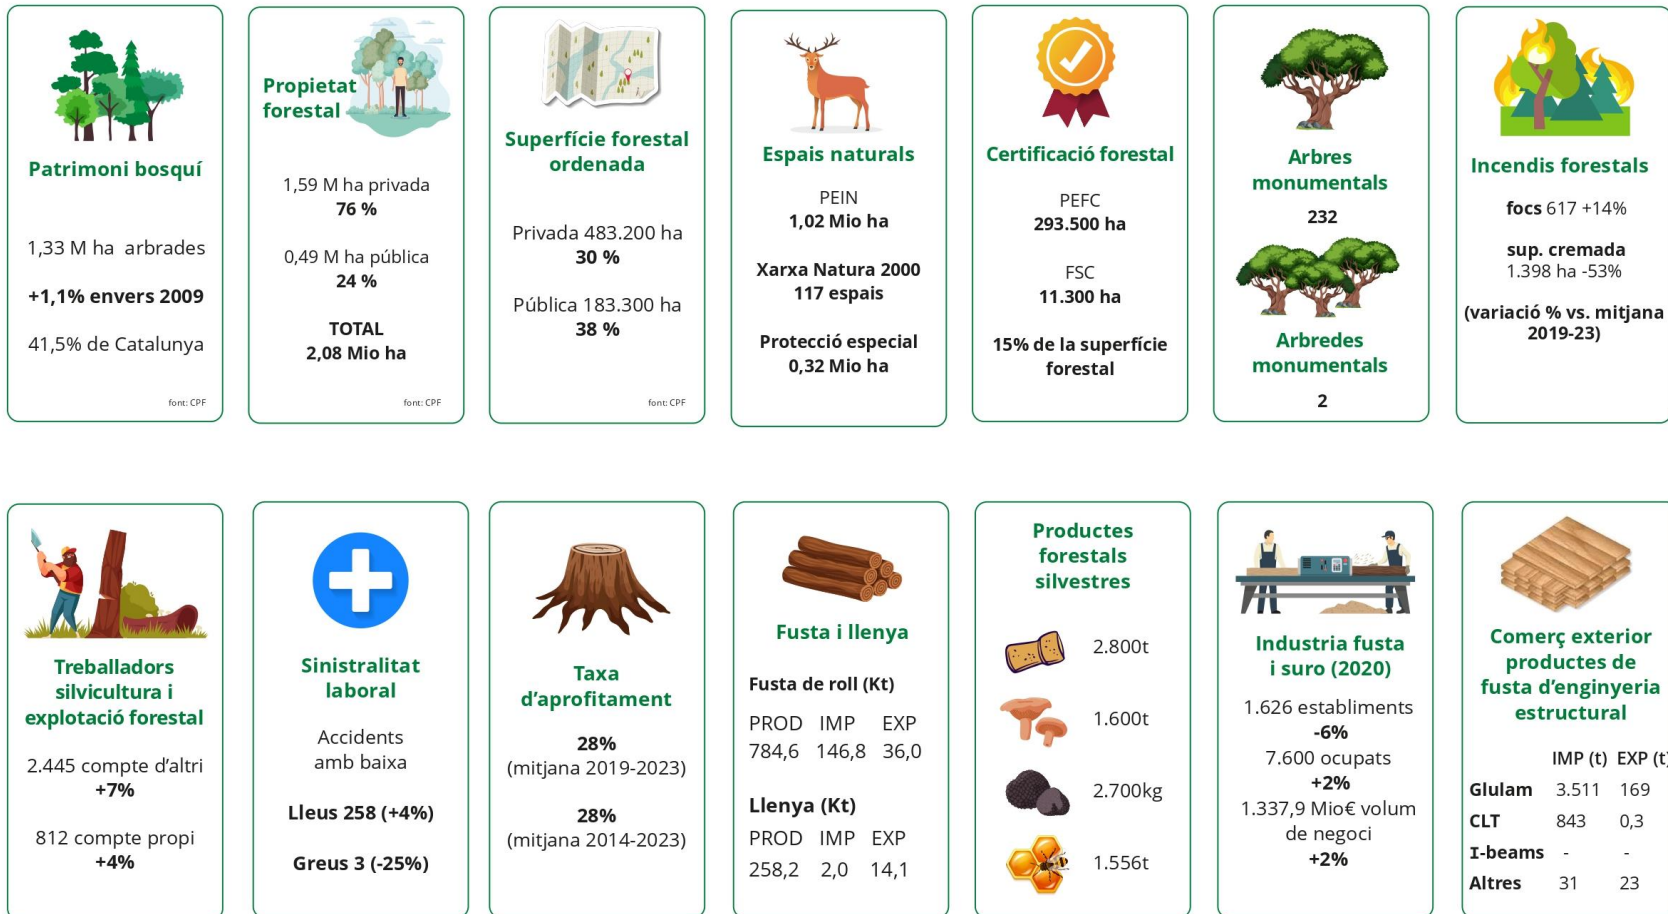 Patrimoni bosquí
1,33 M ha arbrades
+1,1% envers 2009
41,5% de Catalunya
font: CPF
Propietat
forestal
1,59 M ha privada
76 %
0,49 M ha pública
24 %
TOTAL
2,08 Mio ha
font: CPF
Superfície forestal
ordenada
Privada 483.200 ha
30 %
Pública 183.300 ha
38 %
font: CPF
Espais naturals
PEIN
1,02 Mio ha
Xarxa Natura 2000
117 espais
Protecció especial
0,32 Mio ha
Certificació forestal
PEFC
293.500 ha
FSC
11.300 ha
15% de la superfície
forestal
Arbres
monumentals
232
Arbredes
monumentals
2
Incendis forestals
focs 617 +14%
sup. cremada
1.398 ha -53%
(variació % vs. mitjana
2019-23)
Treballadors
silvicultura i
explotació forestal
2.445 compte d’altri
+7%
812 compte propi
+4%
Sinistralitat
laboral
Accidents
amb baixa
Lleus 258 (+4%)
Greus 3 (-25%)
Taxa
d’aprofitament
28%
(mitjana 2019-2023)
28%
(mitjana 2014-2023)
Fusta i llenya
Fusta de roll (Kt)
PROD IMP EXP
784,6 146,8 36,0
Llenya (Kt)
PROD IMP EXP
258,2 2,0 14,1
Productes
forestals
silvestres
2.800t
1.600t
2.700kg
1.556t
Industria fusta
i suro (2020)
1.626 establiments
-6%
7.600 ocupats
+2%
1.337,9 Mio€ volum
de negoci
+2%
Comerç exterior
productes de
fusta d’enginyeria
estructural
IMP (t) EXP (t)
Glulam 3.511 169
CLT 843 0,3
I-beams - -
Altres 31 23